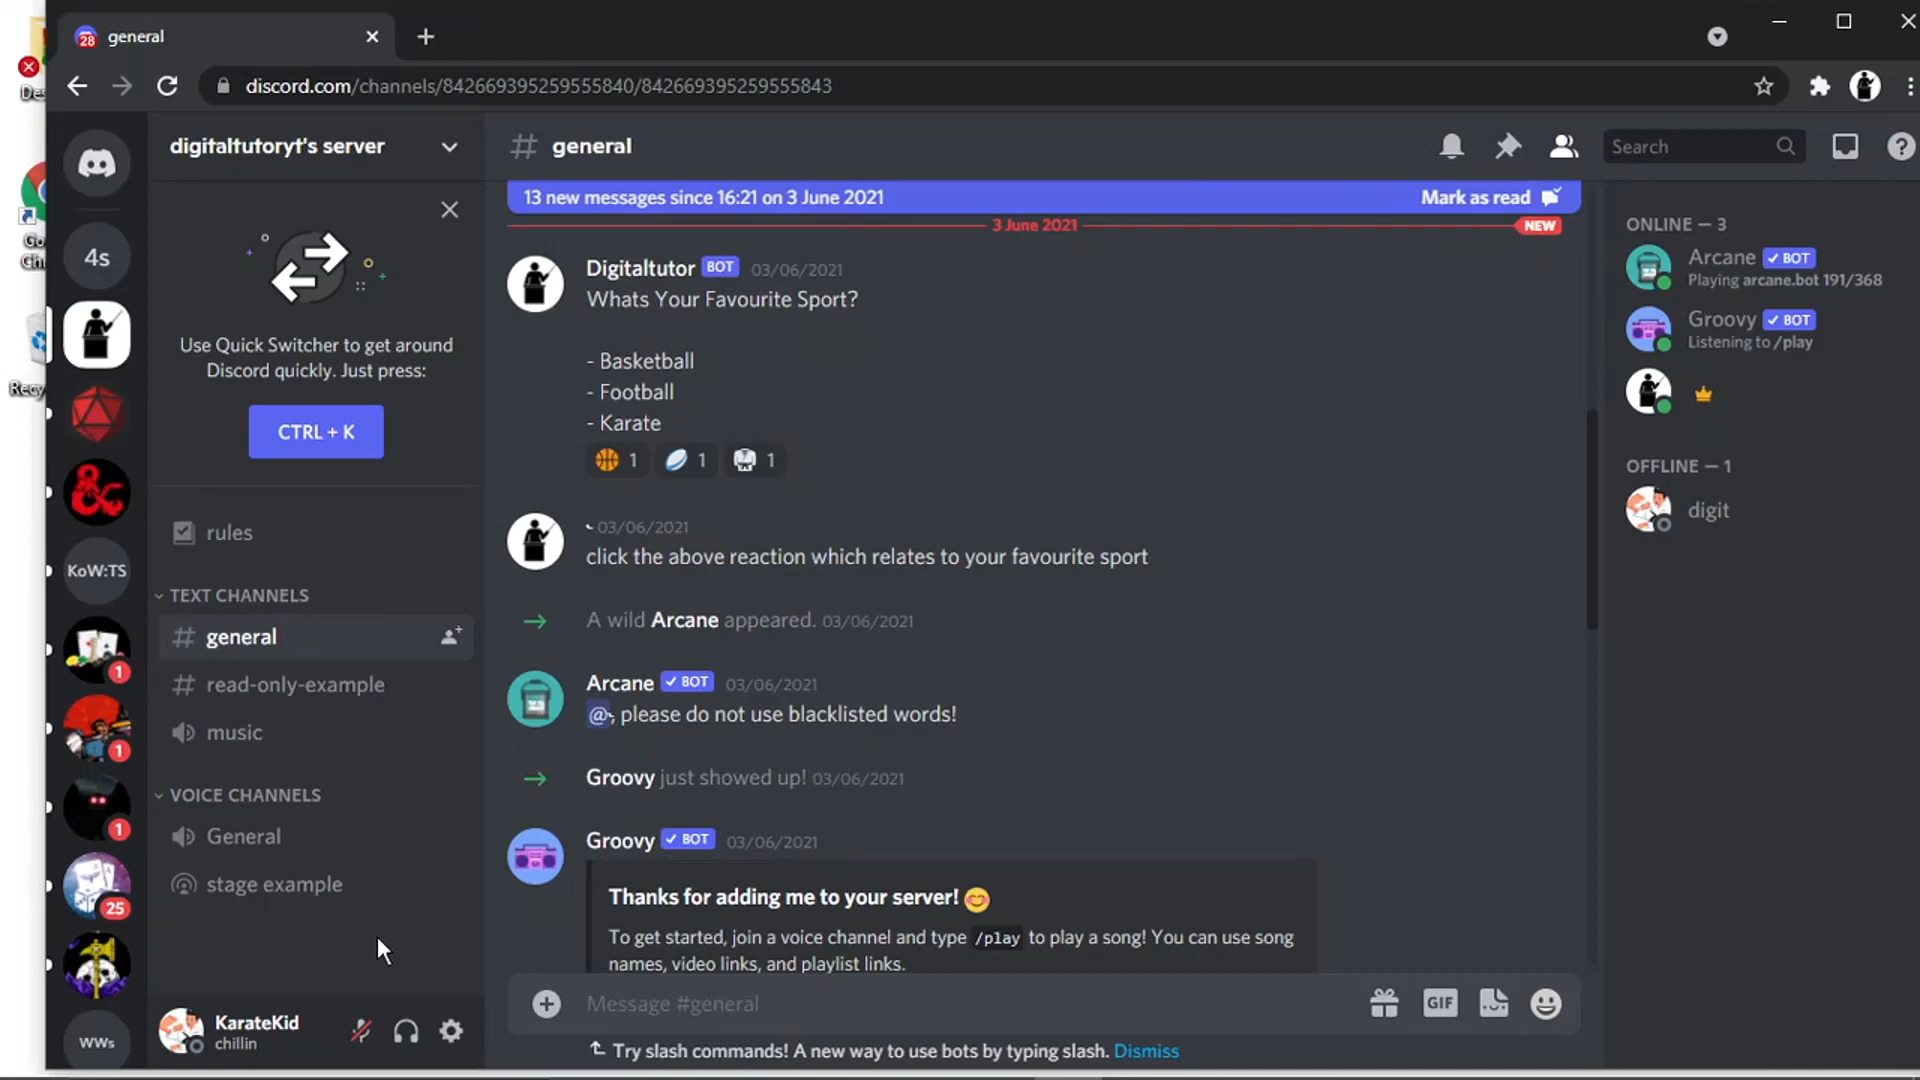 28 general
discord.com/channels/842669395259555840/842669395259555843
digitaltutoryt's server
general
Search
4s
Use Quick Switcher to get around
Discord quickly. Just press:
CTRL + K
rules
KoW:TS
TEXT CHANNELS
general
1
read-only-example
1
music
VOICE CHANNELS
1
General
stage example
25
WWs
KarateKid
chillin
13 new messages since 16:21 on 3 June 2021
Mark as read
3 June 2021
NEW
Digitaltutor BOT 03/06/2021
Whats Your Favourite Sport?
- Basketball
- Football
- Karate
1 1 1
03/06/2021
click the above reaction which relates to your favourite sport
A wild Arcane appeared. 03/06/2021
Arcane ✓ BOT 03/06/2021
@, please do not use blacklisted words!
Groovy just showed up! 03/06/2021
Groovy ✓ BOT 03/06/2021
Thanks for adding me to your server! 😊
To get started, join a voice channel and type /play to play a song! You can use song
names, video links, and playlist links.
Message #general
GIF
Try slash commands! A new way to use bots by typing slash. Dismiss
ONLINE — 3
Arcane ✓ BOT
Playing arcane.bot 191/368
Groovy ✓ BOT
Listening to /play
OFFLINE — 1
digit